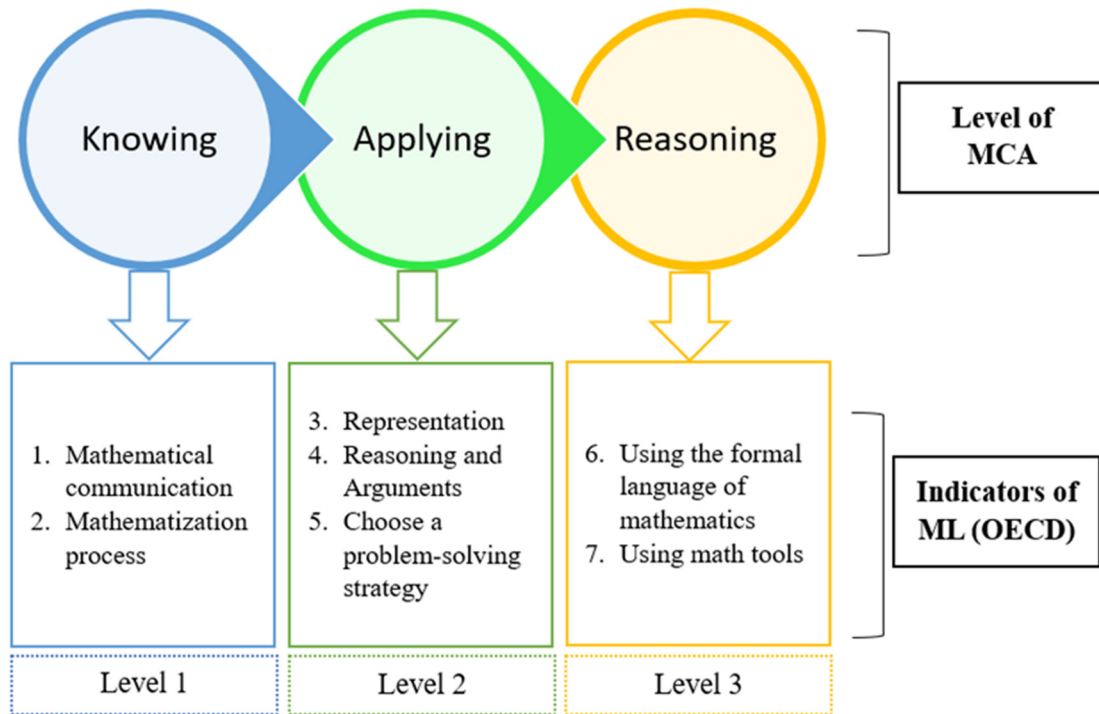 Knowing
Applying
Reasoning
Level of
MCA
1. Mathematical
communication
2. Mathematization
process
3. Representation
4. Reasoning and
Arguments
5. Choose a
problem-solving
strategy
6. Using the formal
language of
mathematics
7. Using math tools
Indicators of
ML (OECD)
Level 1
Level 2
Level 3